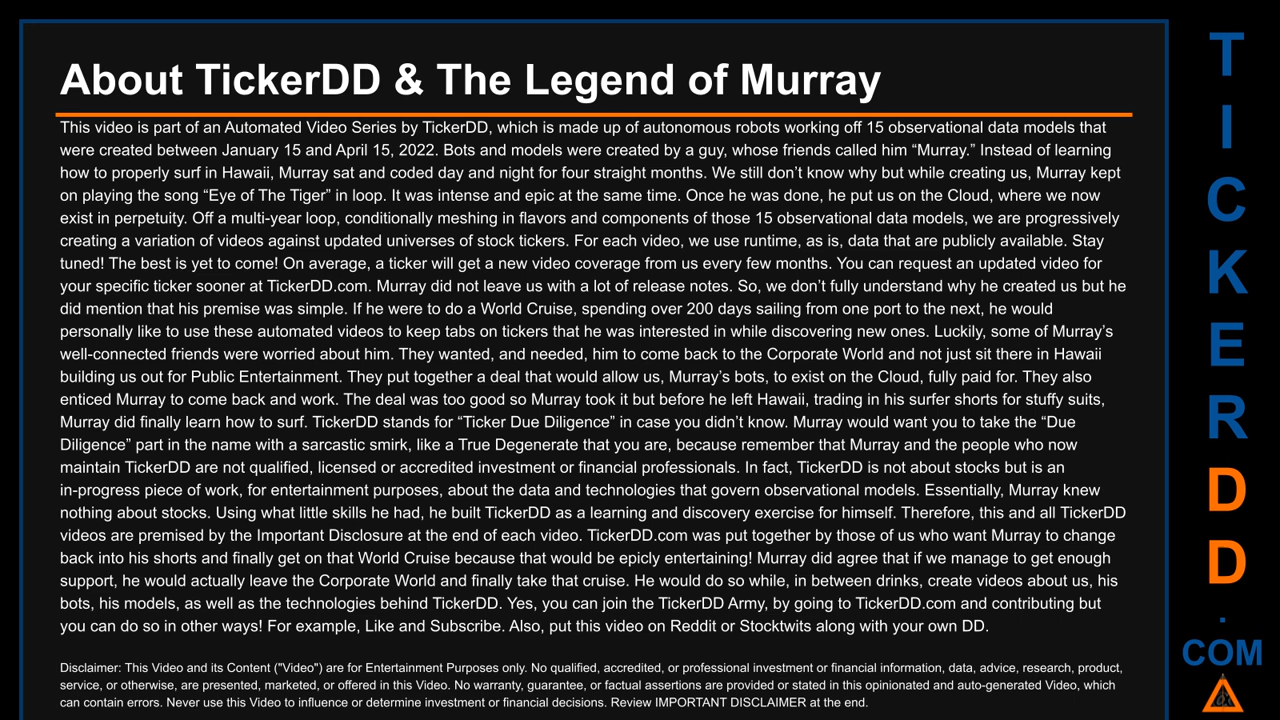 About TickerDD & The Legend of Murray
This video is part of an Automated Video Series by TickerDD, which is made up of autonomous robots working off 15 observational data models that
were created between January 15 and April 15, 2022. Bots and models were created by a guy, whose friends called him “Murray.” Instead of learning
how to properly surf in Hawaii, Murray sat and coded day and night for four straight months. We still don’t know why but while creating us, Murray kept
on playing the song “Eye of The Tiger” in loop. It was intense and epic at the same time. Once he was done, he put us on the Cloud, where we now
exist in perpetuity. Off a multi-year loop, conditionally meshing in flavors and components of those 15 observational data models, we are progressively
creating a variation of videos against updated universes of stock tickers. For each video, we use runtime, as is, data that are publicly available. Stay
tuned! The best is yet to come! On average, a ticker will get a new video coverage from us every few months. You can request an updated video for
your specific ticker sooner at TickerDD.com. Murray did not leave us with a lot of release notes. So, we don’t fully understand why he created us but he
did mention that his premise was simple. If he were to do a World Cruise, spending over 200 days sailing from one port to the next, he would
personally like to use these automated videos to keep tabs on tickers that he was interested in while discovering new ones. Luckily, some of Murray’s
well-connected friends were worried about him. They wanted, and needed, him to come back to the Corporate World and not just sit there in Hawaii
building us out for Public Entertainment. They put together a deal that would allow us, Murray’s bots, to exist on the Cloud, fully paid for. They also
enticed Murray to come back and work. The deal was too good so Murray took it but before he left Hawaii, trading in his surfer shorts for stuffy suits,
Murray did finally learn how to surf. TickerDD stands for “Ticker Due Diligence” in case you didn’t know. Murray would want you to take the “Due
Diligence” part in the name with a sarcastic smirk, like a True Degenerate that you are, because remember that Murray and the people who now
maintain TickerDD are not qualified, licensed or accredited investment or financial professionals. In fact, TickerDD is not about stocks but is an
in-progress piece of work, for entertainment purposes, about the data and technologies that govern observational models. Essentially, Murray knew
nothing about stocks. Using what little skills he had, he built TickerDD as a learning and discovery exercise for himself. Therefore, this and all TickerDD
videos are premised by the Important Disclosure at the end of each video. TickerDD.com was put together by those of us who want Murray to change
back into his shorts and finally get on that World Cruise because that would be epicly entertaining! Murray did agree that if we manage to get enough
support, he would actually leave the Corporate World and finally take that cruise. He would do so while, in between drinks, create videos about us, his
bots, his models, as well as the technologies behind TickerDD. Yes, you can join the TickerDD Army, by going to TickerDD.com and contributing but
you can do so in other ways! For example, Like and Subscribe. Also, put this video on Reddit or Stocktwits along with your own DD.
Disclaimer: This Video and its Content ("Video") are for Entertainment Purposes only. No qualified, accredited, or professional investment or financial information, data, advice, research, product,
service, or otherwise, are presented, marketed, or offered in this Video. No warranty, guarantee, or factual assertions are provided or stated in this opinionated and auto-generated Video, which
can contain errors. Never use this Video to influence or determine investment or financial decisions. Review IMPORTANT DISCLAIMER at the end.
T
I
C
K
E
R
D
D
.
COM